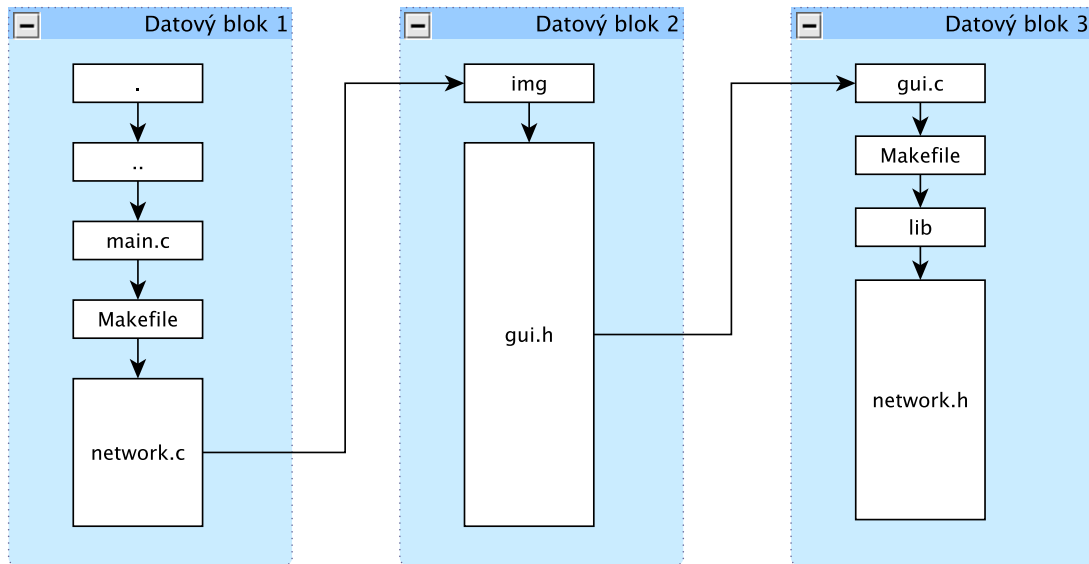 Datový blok 1
.
..
main.c
Makefile
network.c
Datový blok 2
img
gui.h
Datový blok 3
gui.c
Makefile
lib
network.h